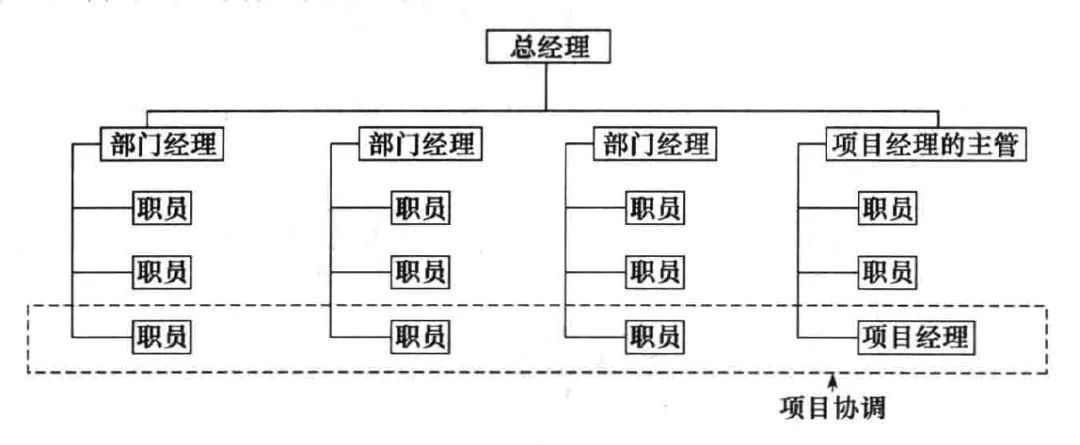 总经理
部门经理 部门经理 部门经理 项目经理的主管
职员 职员 职员 职员
职员 职员 职员 职员
职员 职员 职员 项目经理
项目协调